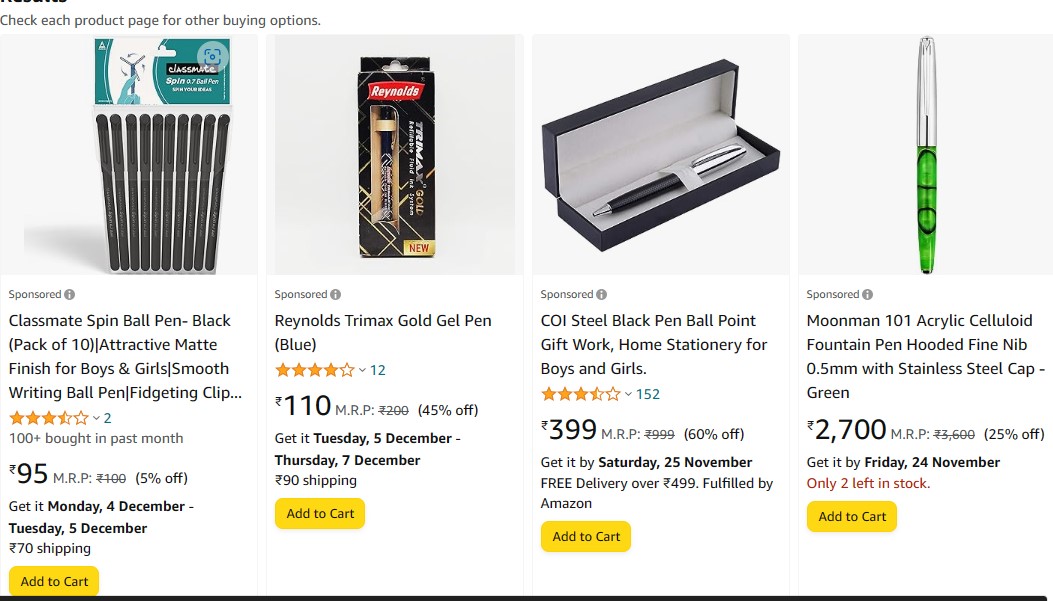 Results
Check each product page for other buying options.
classmate
Spin 0.7 Ball Pen
SPIN YOUR IDEAS
Reynolds
TRIMAX GOLD
Refillable Fluid Ink System
NEW
Sponsored
Classmate Spin Ball Pen- Black
(Pack of 10)|Attractive Matte
Finish for Boys & Girls|Smooth
Writing Ball Pen|Fidgeting Clip...
2
100+ bought in past month
₹95 M.R.P: ₹100 (5% off)
Get it Monday, 4 December -
Tuesday, 5 December
₹70 shipping
Add to Cart
Sponsored
Reynolds Trimax Gold Gel Pen
(Blue)
12
₹110 M.R.P: ₹200 (45% off)
Get it Tuesday, 5 December -
Thursday, 7 December
₹90 shipping
Add to Cart
Sponsored
COI Steel Black Pen Ball Point
Gift Work, Home Stationery for
Boys and Girls.
152
₹399 M.R.P: ₹999 (60% off)
Get it by Saturday, 25 November
FREE Delivery over ₹499. Fulfilled by
Amazon
Add to Cart
Sponsored
Moonman 101 Acrylic Celluloid
Fountain Pen Hooded Fine Nib
0.5mm with Stainless Steel Cap -
Green
₹2,700 M.R.P: ₹3,600 (25% off)
Get it by Friday, 24 November
Only 2 left in stock.
Add to Cart